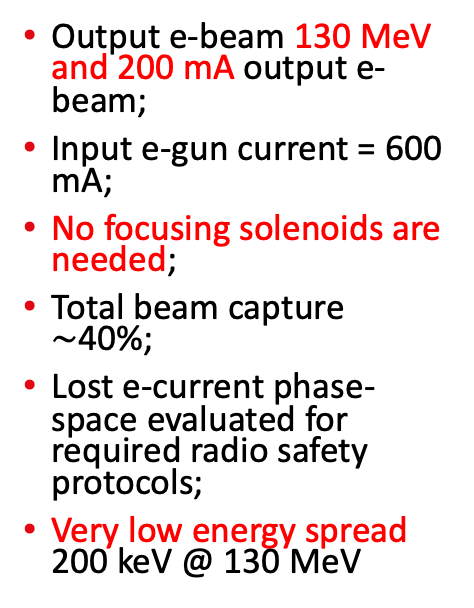 • Output e-beam 130 MeV
and 200 mA output e-
beam;
• Input e-gun current = 600
mA;
• No focusing solenoids are
needed;
• Total beam capture
~40%;
• Lost e-current phase-
space evaluated for
required radio safety
protocols;
• Very low energy spread
200 keV @ 130 MeV